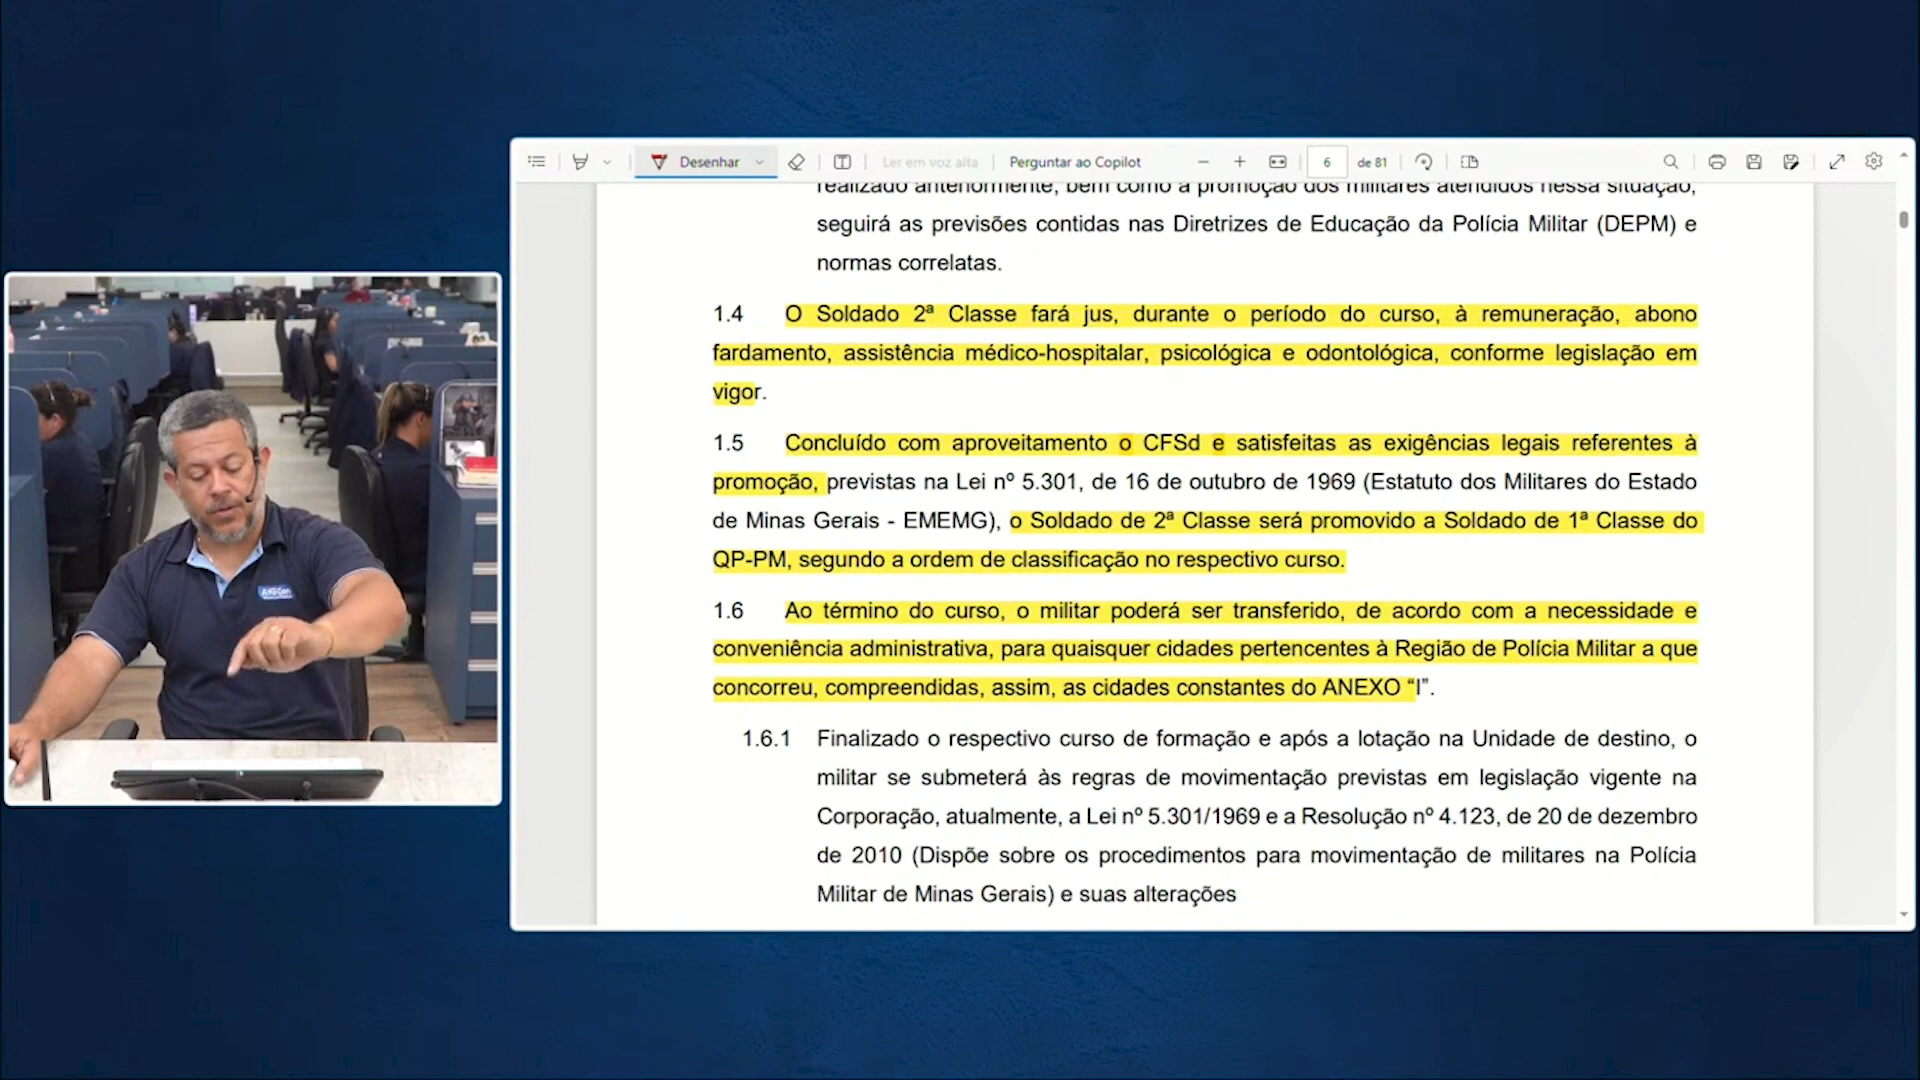 Desenhar
Ler em voz alta
Perguntar ao Copilot
6
de 81
realizado anteriormente, bem como a promoção dos militares atendidos nessa situação,
seguirá as previsões contidas nas Diretrizes de Educação da Polícia Militar (DEPM) e
normas correlatas.
1.4 O Soldado 2ª Classe fará jus, durante o período do curso, à remuneração, abono
fardamento, assistência médico-hospitalar, psicológica e odontológica, conforme legislação em
vigor.
1.5 Concluído com aproveitamento o CFSd e satisfeitas as exigências legais referentes à
promoção, previstas na Lei nº 5.301, de 16 de outubro de 1969 (Estatuto dos Militares do Estado
de Minas Gerais - EMEMG), o Soldado de 2ª Classe será promovido a Soldado de 1ª Classe do
QP-PM, segundo a ordem de classificação no respectivo curso.
1.6 Ao término do curso, o militar poderá ser transferido, de acordo com a necessidade e
conveniência administrativa, para quaisquer cidades pertencentes à Região de Polícia Militar a que
concorreu, compreendidas, assim, as cidades constantes do ANEXO “I”.
1.6.1 Finalizado o respectivo curso de formação e após a lotação na Unidade de destino, o
militar se submeterá às regras de movimentação previstas em legislação vigente na
Corporação, atualmente, a Lei nº 5.301/1969 e a Resolução nº 4.123, de 20 de dezembro
de 2010 (Dispõe sobre os procedimentos para movimentação de militares na Polícia
Militar de Minas Gerais) e suas alterações